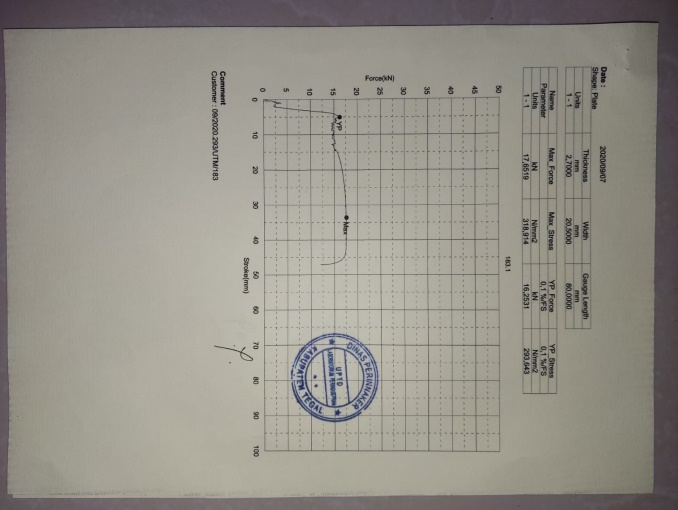 Date : 2020/09/07
Shape: Plate
Thickness Width Gauge Length
Units mm mm mm
1 - 1 2,7000 20,5000 80,0000
Name Max_Force Max_Stress YP_Force YP_Stress
Parameter 0,1 %/FS 0,1 %/FS
Units kN N/mm2 kN N/mm2
1 - 1 17,6519 318,914 16,2531 293,643
183,1
50
45
40
35
30
25
20
15
10
5
0
Force(kN)
YP
Max
0 10 20 30 40 50 60 70 80 90 100
Stroke(mm)
DINAS PERINNAKER
UPTD
KABUPATEN TEGAL
Comment
Customer : 09/2020.293/UTM/183